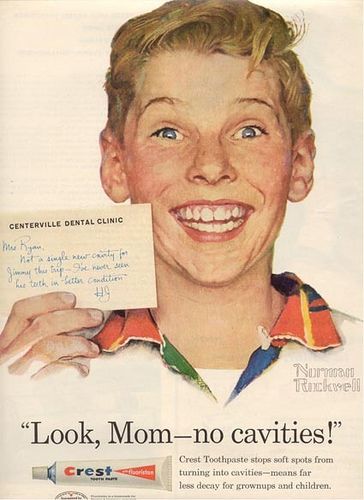 CENTERVILLE DENTAL CLINIC
Mrs Ryan,
Not a single new cavity for
Jimmy this trip - I've never seen
his teeth in better condition
Norman
Rockwell
"Look, Mom—no cavities!"
Crest with fluoristan
TOOTH PASTE
Crest Toothpaste stops soft spots from
turning into cavities—means far
less decay for grownups and children.